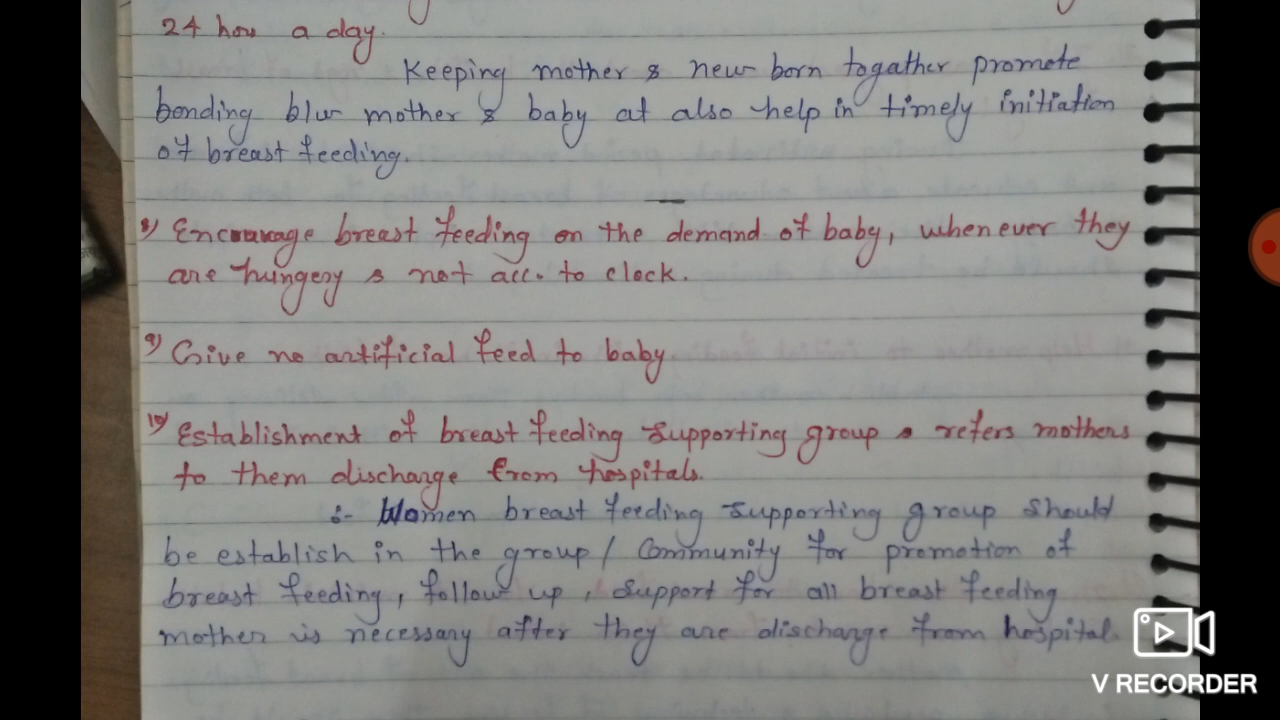 24 hou a day.
Keeping mother & new born togather promote
bonding b/w mother & baby at also help in timely initiation
of breast feeding.
8) Encourage breast feeding on the demand of baby, when ever they
are hungery & not acc. to clock.
9) Give no artificial feed to baby
10) Establishment of breast feeding supporting group & refers mothers
to them discharge from hospitals.
:- Women breast feeding supporting group should
be establish in the group / Community for promotion of
breast feeding, follow up, support for all breast feeding
mother is necessary after they are discharge from hospital.
V RECORDER